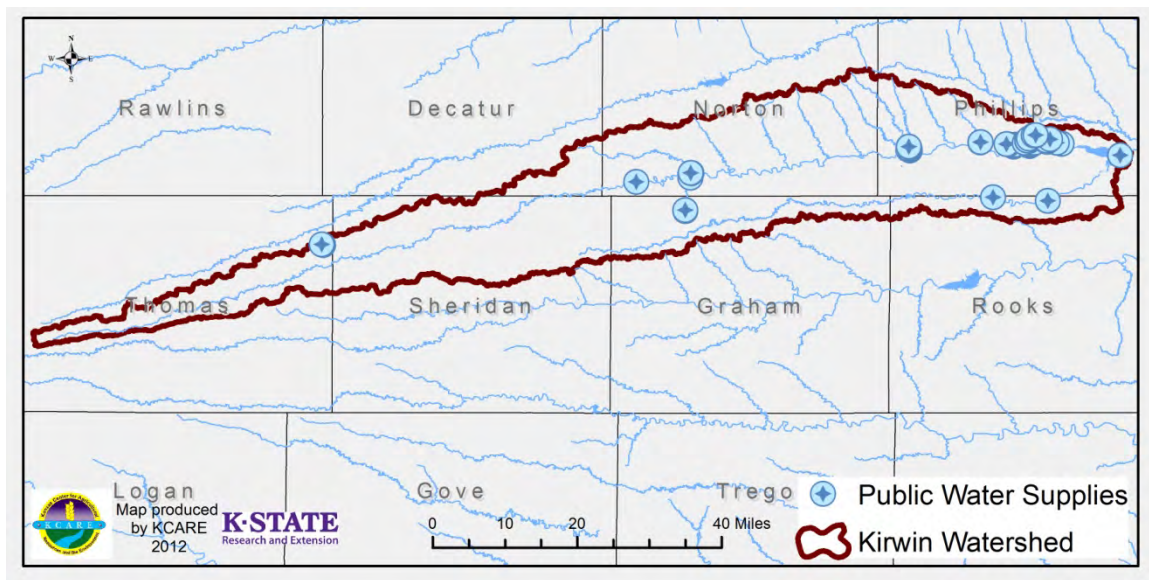 N
W E
S
Rawlins
Decatur
Norton
Phillips
Thomas
Sheridan
Graham
Rooks
Logan
Gove
Trego
KCARE
Map produced
by KCARE
2012
K-STATE
Research and Extension
0 10 20 40 Miles
Public Water Supplies
Kirwin Watershed